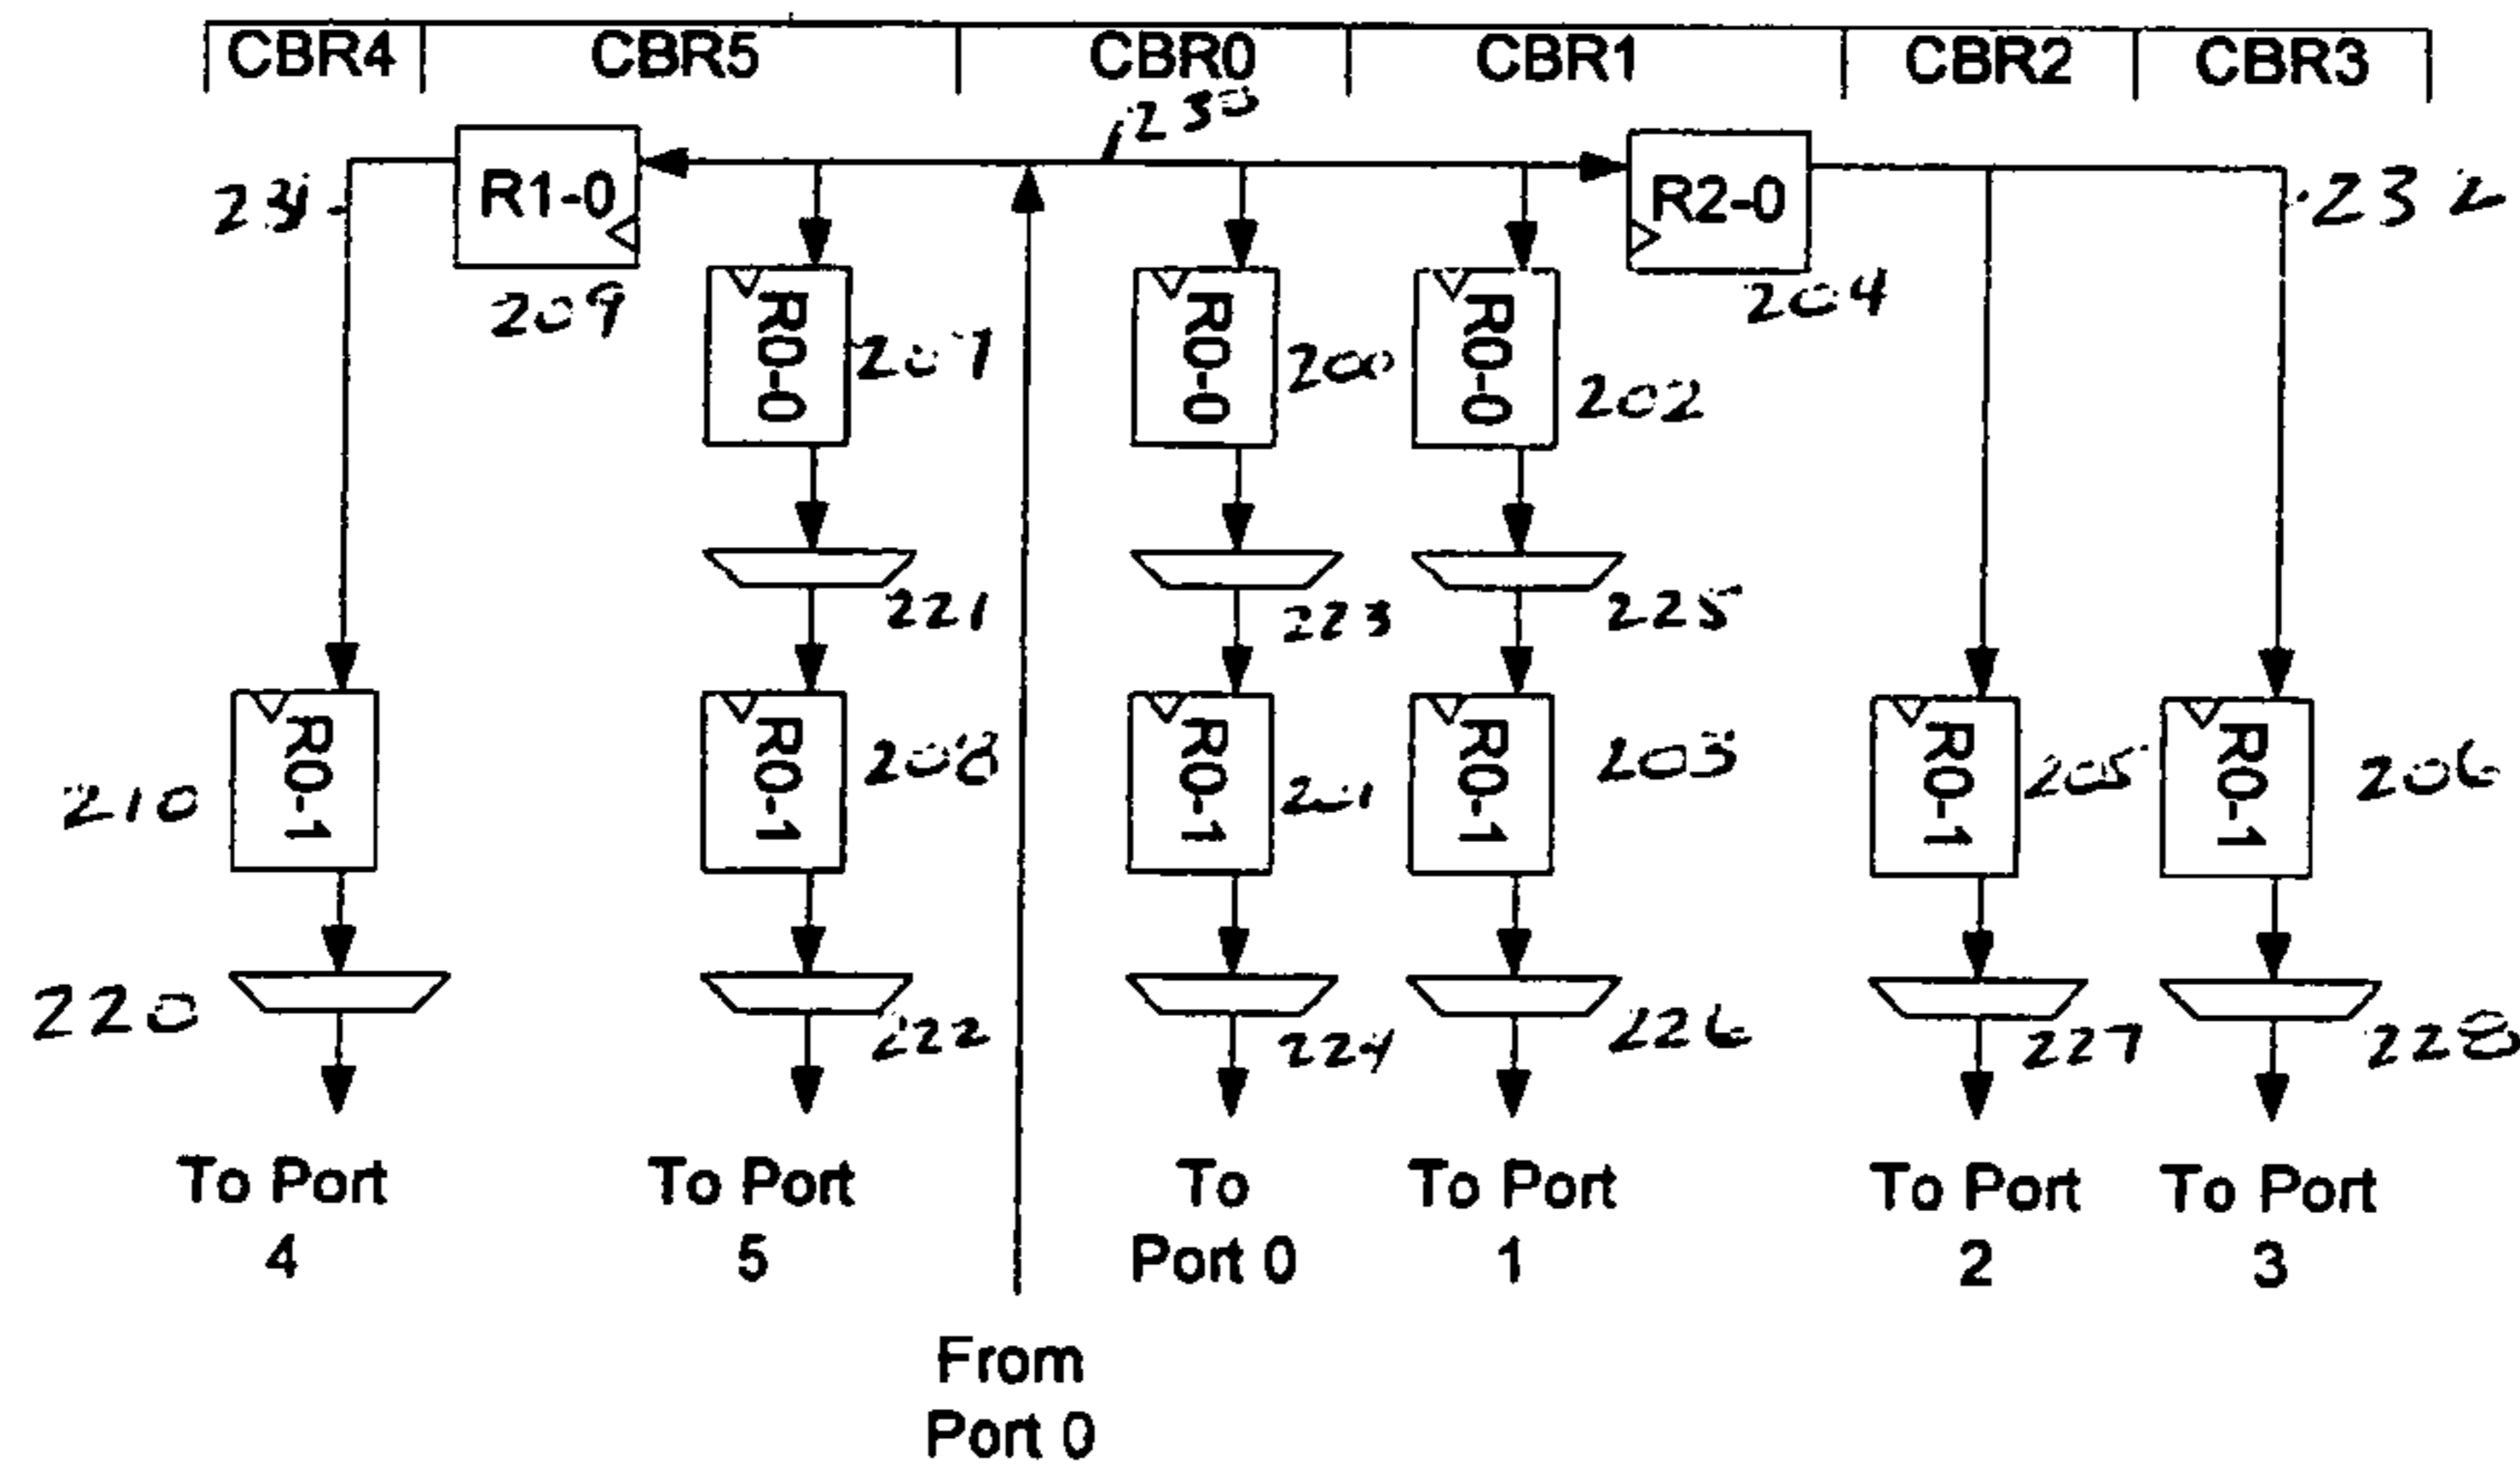 CBR4 CBR5 CBR0 CBR1 CBR2 CBR3
230
231 R1-0 R2-0 232
209 204
R0-0 207 R0-0 200 R0-0 202
221 223 225
210 R0-1 R0-1 208 R0-1 201 R0-1 203 R0-1 205 R0-1 206
220 222 224 226 227 228
To Port To Port To To Port To Port To Port
4 5 Port 0 1 2 3
From
Port 0